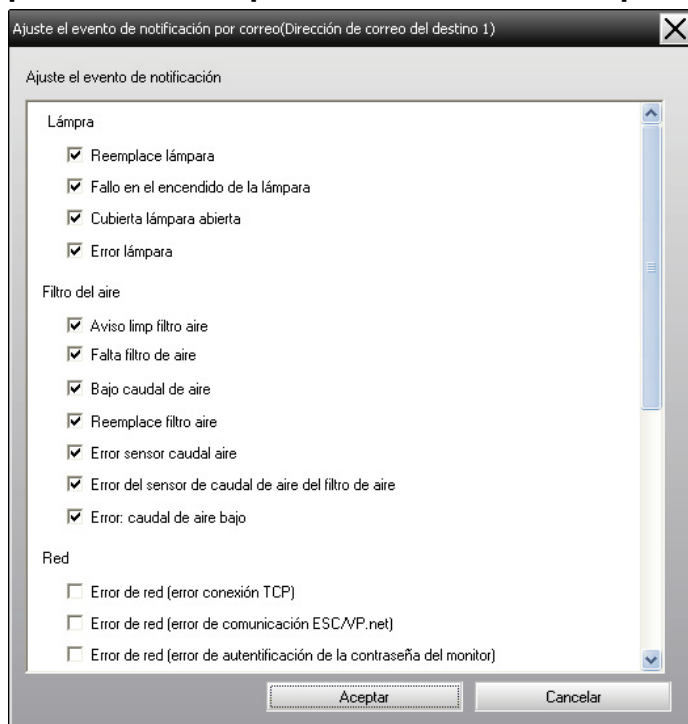 Ajuste el evento de notificación por correo(Dirección de correo del destino 1)
Ajuste el evento de notificación
Lámpra
Reemplace lámpara
Fallo en el encendido de la lámpara
Cubierta lámpara abierta
Error lámpara
Filtro del aire
Aviso limp filtro aire
Falta filtro de aire
Bajo caudal de aire
Reemplace filtro aire
Error sensor caudal aire
Error del sensor de caudal de aire del filtro de aire
Error: caudal de aire bajo
Red
Error de red (error conexión TCP)
Error de red (error de comunicación ESC/VP.net)
Error de red (error de autentificación de la contraseña del monitor)
Aceptar
Cancelar